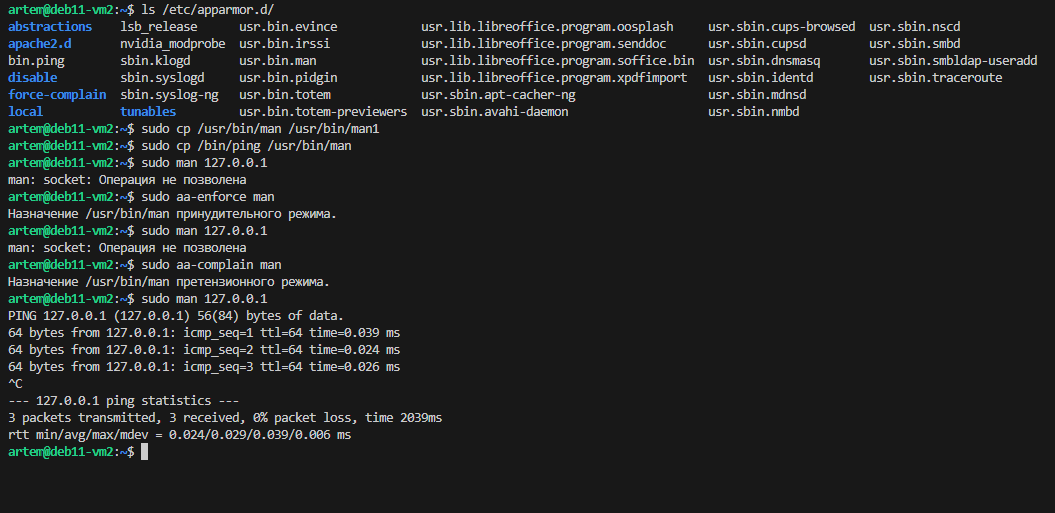 artem@deb11-vm2:~$ ls /etc/apparmor.d/
abstractions lsb_release usr.bin.evince usr.lib.libreoffice.program.oosplash usr.sbin.cups-browsed usr.sbin.nscd
apache2.d nvidia_modprobe usr.bin.irssi usr.lib.libreoffice.program.senddoc usr.sbin.cupsd usr.sbin.smbd
bin.ping sbin.klogd usr.bin.man usr.lib.libreoffice.program.soffice.bin usr.sbin.dnsmasq usr.sbin.smbldap-useradd
disable sbin.syslogd usr.bin.pidgin usr.lib.libreoffice.program.xpdfimport usr.sbin.identd usr.sbin.traceroute
force-complain sbin.syslog-ng usr.bin.totem usr.sbin.apt-cacher-ng usr.sbin.mdnsd
local tunables usr.bin.totem-previewers usr.sbin.avahi-daemon usr.sbin.nmbd
artem@deb11-vm2:~$ sudo cp /usr/bin/man /usr/bin/man1
artem@deb11-vm2:~$ sudo cp /bin/ping /usr/bin/man
artem@deb11-vm2:~$ sudo man 127.0.0.1
man: socket: Операция не позволена
artem@deb11-vm2:~$ sudo aa-enforce man
Назначение /usr/bin/man принудительного режима.
artem@deb11-vm2:~$ sudo man 127.0.0.1
man: socket: Операция не позволена
artem@deb11-vm2:~$ sudo aa-complain man
Назначение /usr/bin/man претензионного режима.
artem@deb11-vm2:~$ sudo man 127.0.0.1
PING 127.0.0.1 (127.0.0.1) 56(84) bytes of data.
64 bytes from 127.0.0.1: icmp_seq=1 ttl=64 time=0.039 ms
64 bytes from 127.0.0.1: icmp_seq=2 ttl=64 time=0.024 ms
64 bytes from 127.0.0.1: icmp_seq=3 ttl=64 time=0.026 ms
^C
--- 127.0.0.1 ping statistics ---
3 packets transmitted, 3 received, 0% packet loss, time 2039ms
rtt min/avg/max/mdev = 0.024/0.029/0.039/0.006 ms
artem@deb11-vm2:~$